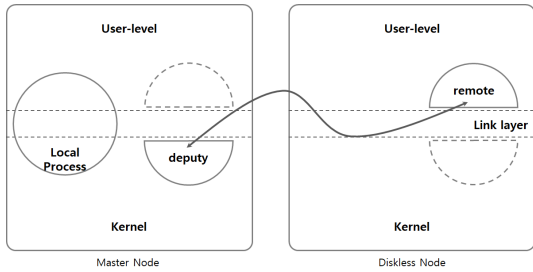 User-level
User-level
remote
Link layer
Local
Process
deputy
Kernel
Kernel
Master Node
Diskless Node